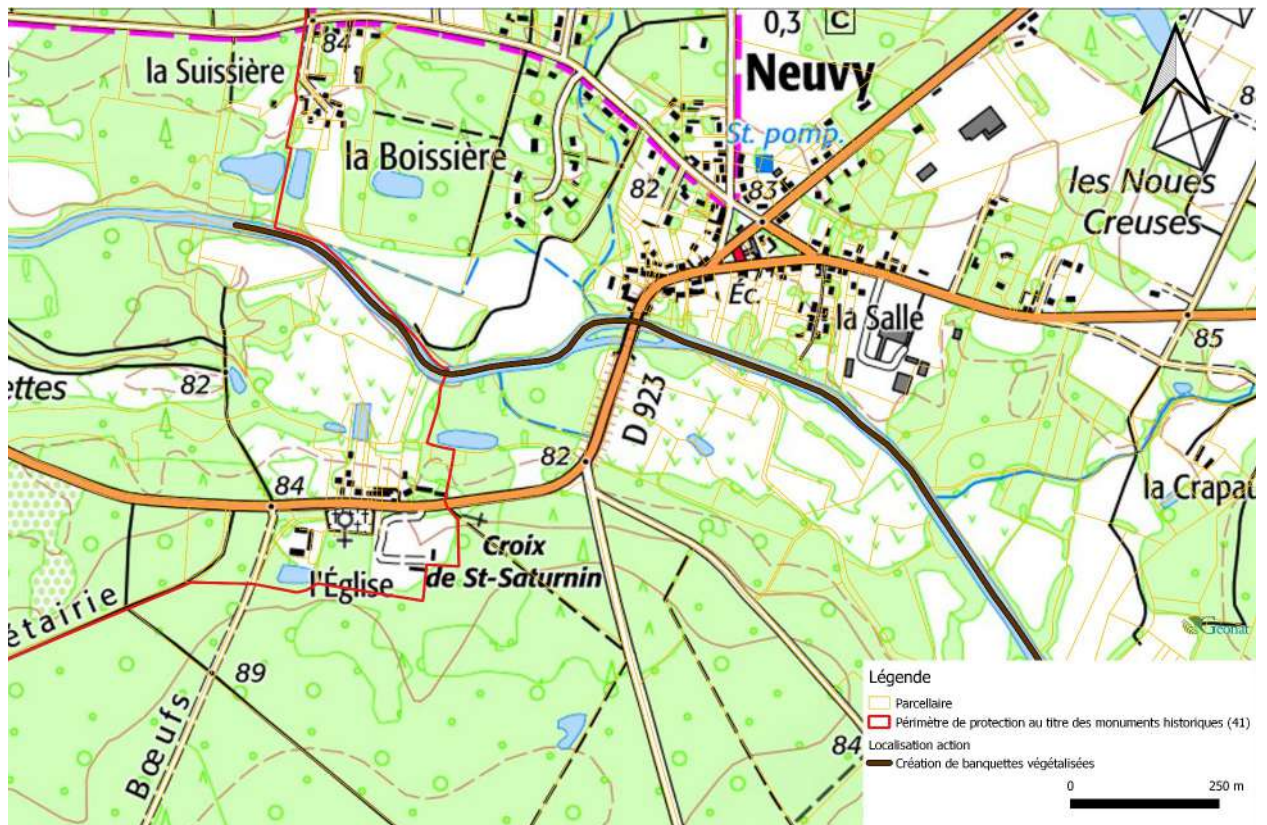 0,3 C
84
Neuvy
la Suissière
St. pomp.
la Boissière
82
83
les Noues
Creuses
Éc.
la Salle
85
82
ettes
D 923
82
84
la Crapau
Croix
de St-Saturnin
l'Église
étairie
89
Bœufs
84
Légende
Parcellaire
Périmètre de protection au titre des monuments historiques (41)
Localisation action
Création de banquettes végétalisées
0 250 m